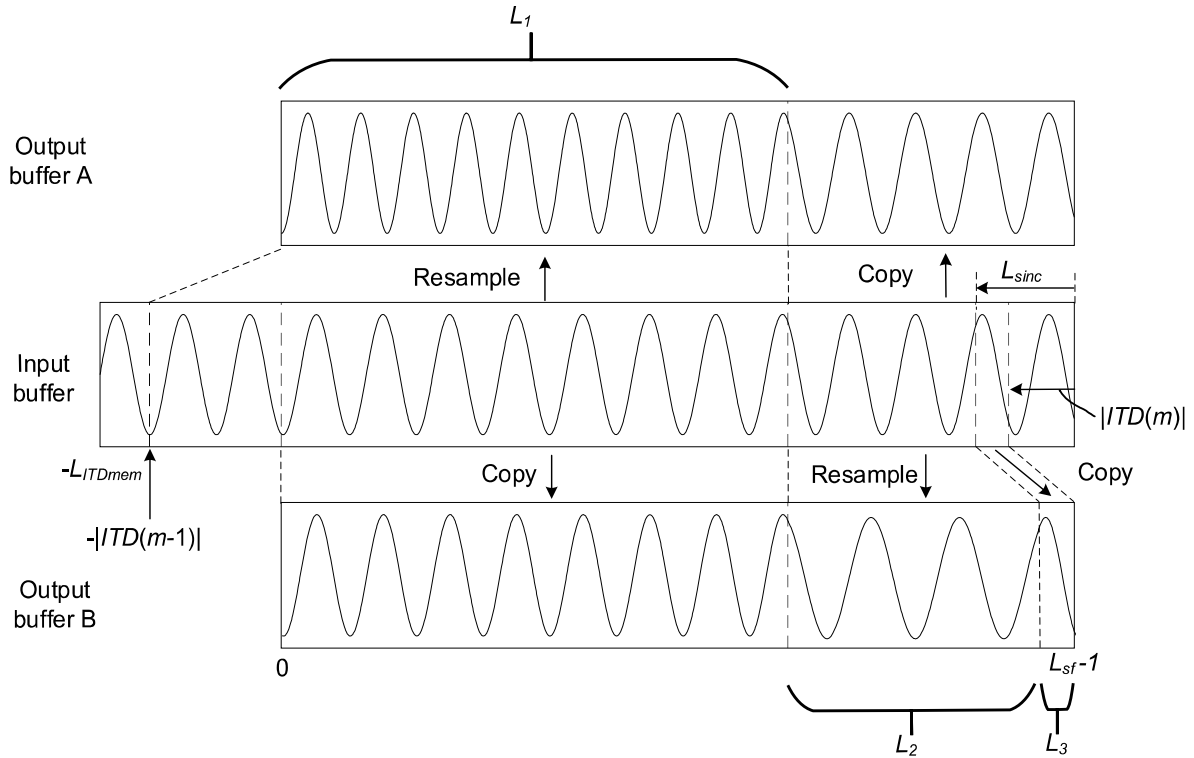 L1
Output
buffer A
Resample
Copy
Lsinc
Input
buffer
|ITD(m)|
-LITDmem
Copy
Resample
Copy
-|ITD(m-1)|
Output
buffer B
0
Lsf-1
L2
L3